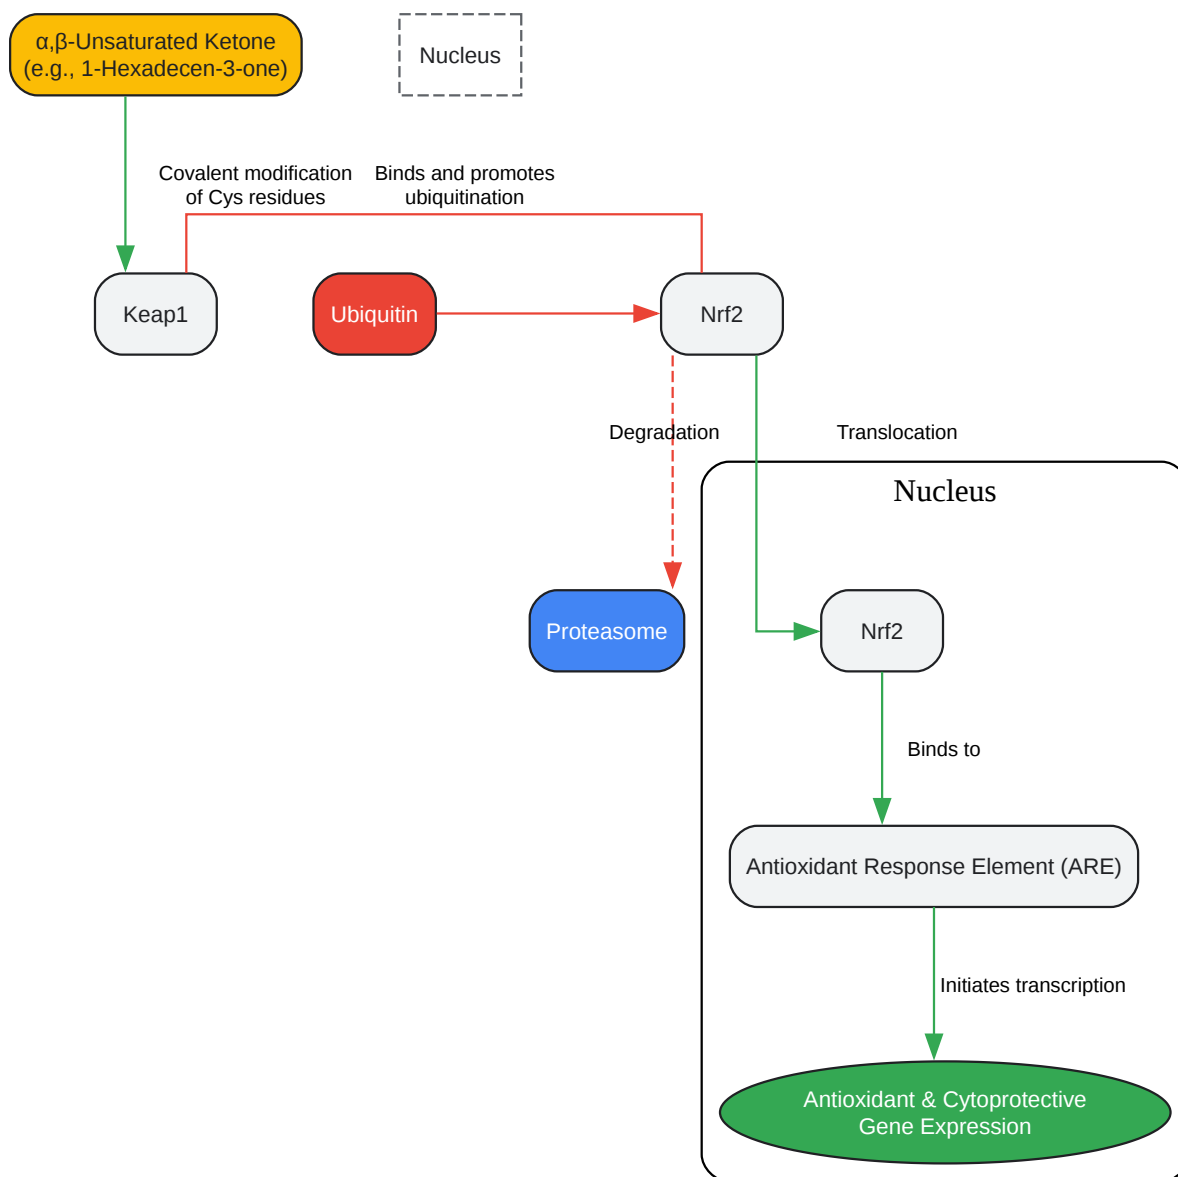 α,β-Unsaturated Ketone
(e.g., 1-Hexadecen-3-one)
Nucleus
Covalent modification
of Cys residues
Binds and promotes
ubiquitination
Keap1
Ubiquitin
Nrf2
Degradation
Translocation
Nucleus
Proteasome
Nrf2
Binds to
Antioxidant Response Element (ARE)
Initiates transcription
Antioxidant & Cytoprotective
Gene Expression